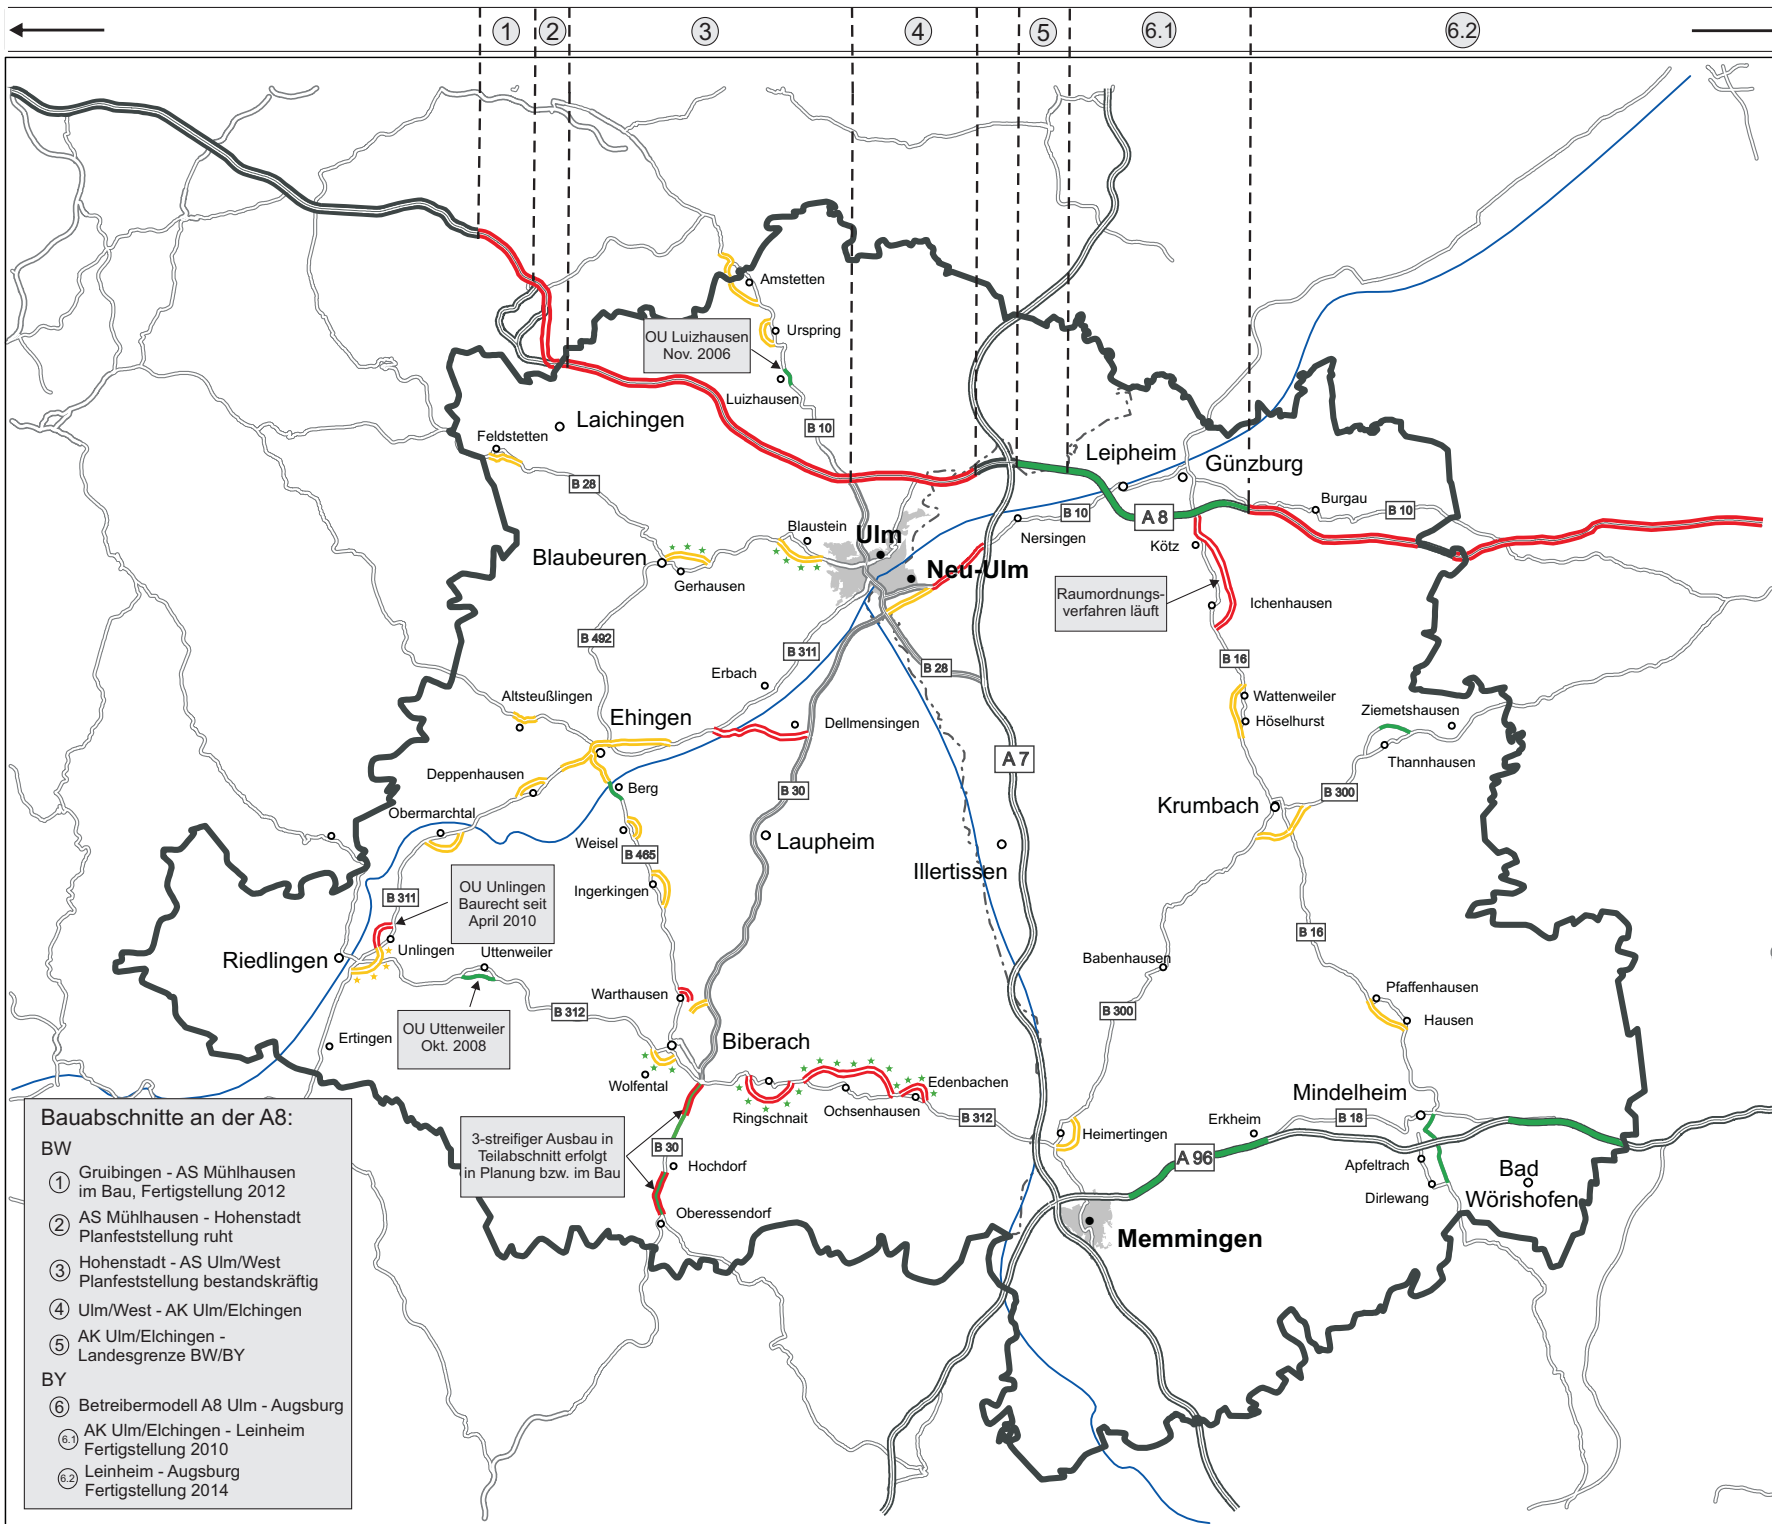 1
2
3
4
5
6.1
6.2
Amstetten
Urspring
OU Luizhausen
Nov. 2006
Luizhausen
B 10
Laichingen
Feldstetten
B 28
Leipheim
Günzburg
Burgau
B 10
B 10
A 8
Blaustein
Ulm
Nersingen
Kötz
Blaubeuren
Gerhausen
Neu-Ulm
Raumordnungs-
verfahren läuft
Ichenhausen
B 492
B 311
B 28
B 16
Erbach
Altsteußlingen
Ehingen
Dellmensingen
Wattenweiler
Höselhurst
Ziemetshausen
Thannhausen
A 7
Deppenhausen
Berg
B 30
B 300
Krumbach
Obermarchtal
Weisel
B 465
Laupheim
Illertissen
Ingerkingen
OU Unlingen
Baurecht seit
April 2010
B 311
Unlingen
Riedlingen
Uttenweiler
B 16
Babenhausen
Warthausen
B 312
Pfaffenhausen
Hausen
B 300
OU Uttenweiler
Okt. 2008
Ertingen
Biberach
Wolfental
Ringschnait
Ochsenhausen
Edenbachen
B 312
Heimertingen
Erkheim
B 18
Mindelheim
3-streifiger Ausbau in
Teilabschnitt erfolgt
in Planung bzw. im Bau
B 30
Hochdorf
Oberessendorf
A 96
Apfeltrach
Dirlewang
Bad
Wörishofen
Memmingen
Bauabschnitte an der A8:
BW
1 Gruibingen - AS Mühlhausen
im Bau, Fertigstellung 2012
2 AS Mühlhausen - Hohenstadt
Planfeststellung ruht
3 Hohenstadt - AS Ulm/West
Planfeststellung bestandskräftig
4 Ulm/West - AK Ulm/Elchingen
5 AK Ulm/Elchingen -
Landesgrenze BW/BY
BY
6 Betreibermodell A8 Ulm - Augsburg
6.1 AK Ulm/Elchingen - Leinheim
Fertigstellung 2010
6.2 Leinheim - Augsburg
Fertigstellung 2014